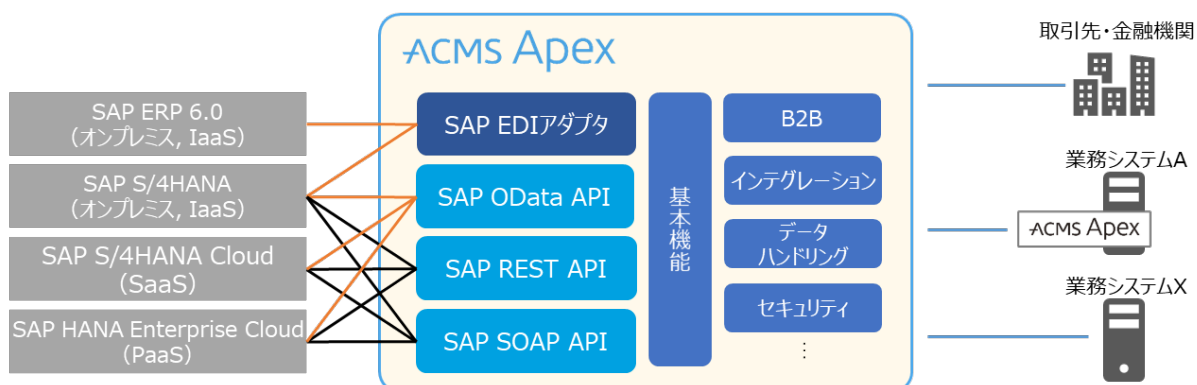 ACMS Apex
取引先・金融機関
SAP ERP 6.0
(オンプレミス, IaaS)
SAP S/4HANA
(オンプレミス, IaaS)
SAP S/4HANA Cloud
(SaaS)
SAP HANA Enterprise Cloud
(PaaS)
SAP EDIアダプタ
SAP OData API
SAP REST API
SAP SOAP API
基本機能
B2B
インテグレーション
データ
ハンドリング
セキュリティ
⋮
業務システムA
ACMS Apex
業務システムX